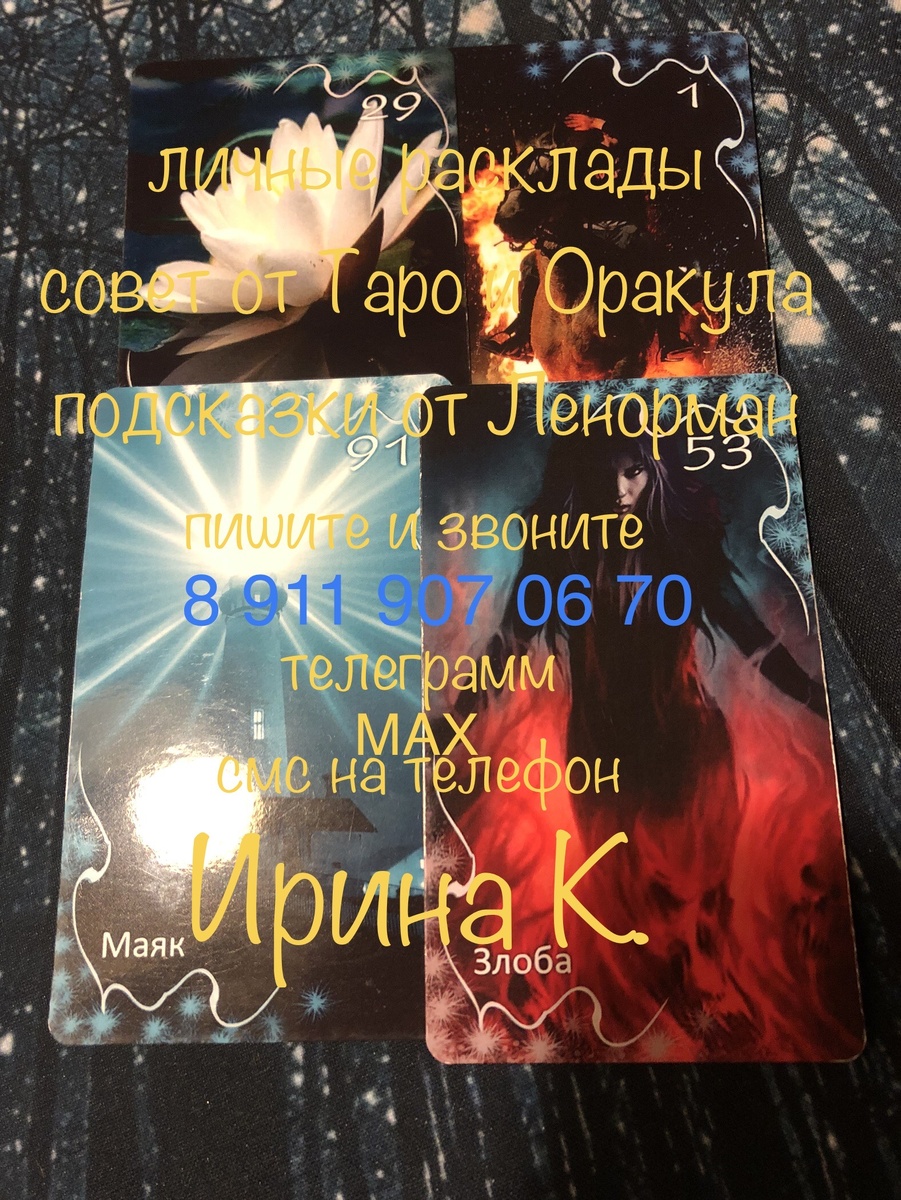 29
1
личные расклады
совет от Таро и Оракула
подсказки от Ленорман
91
53
пишите и звоните
8 911 907 06 70
телеграмм
MAX
смс на телефон
Ирина К.
Маяк
Злоба